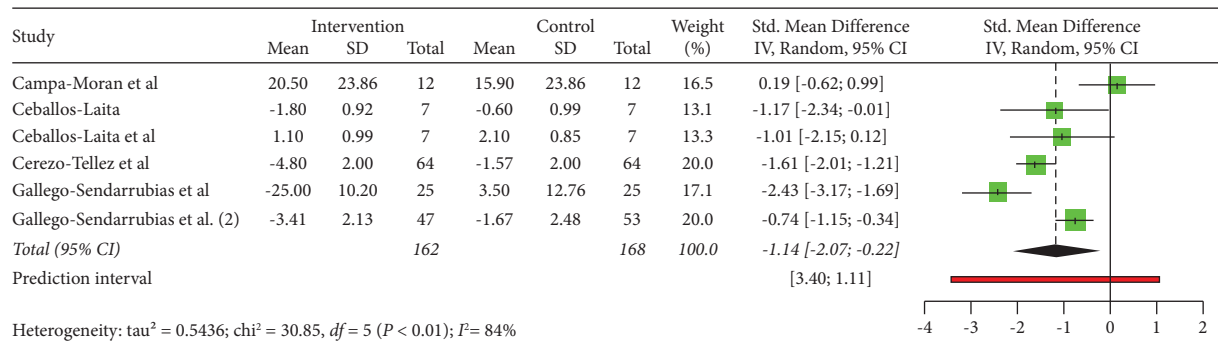 Study Intervention Control Weight (%) Std. Mean Difference IV, Random, 95% CI Std. Mean Difference IV, Random, 95% CI
Mean SD Total Mean SD Total
Campa-Moran et al 20.50 23.86 12 15.90 23.86 12 16.5 0.19 [-0.62; 0.99]
Ceballos-Laita -1.80 0.92 7 -0.60 0.99 7 13.1 -1.17 [-2.34; -0.01]
Ceballos-Laita et al 1.10 0.99 7 2.10 0.85 7 13.3 -1.01 [-2.15; 0.12]
Cerezo-Tellez et al -4.80 2.00 64 -1.57 2.00 64 20.0 -1.61 [-2.01; -1.21]
Gallego-Sendarrubias et al -25.00 10.20 25 3.50 12.76 25 17.1 -2.43 [-3.17; -1.69]
Gallego-Sendarrubias et al. (2) -3.41 2.13 47 -1.67 2.48 53 20.0 -0.74 [-1.15; -0.34]
Total (95% CI) 162 168 100.0 -1.14 [-2.07; -0.22]
Prediction interval [3.40; 1.11]
-4 -3 -2 -1 0 1 2
Heterogeneity: tau² = 0.5436; chi² = 30.85, df = 5 (P < 0.01); I² = 84%